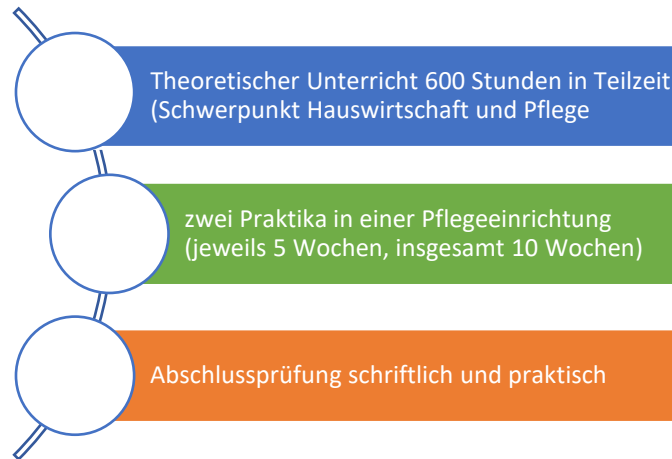 Theoretischer Unterricht 600 Stunden in Teilzeit
(Schwerpunkt Hauswirtschaft und Pflege
zwei Praktika in einer Pflegeeinrichtung
(jeweils 5 Wochen, insgesamt 10 Wochen)
Abschlussprüfung schriftlich und praktisch